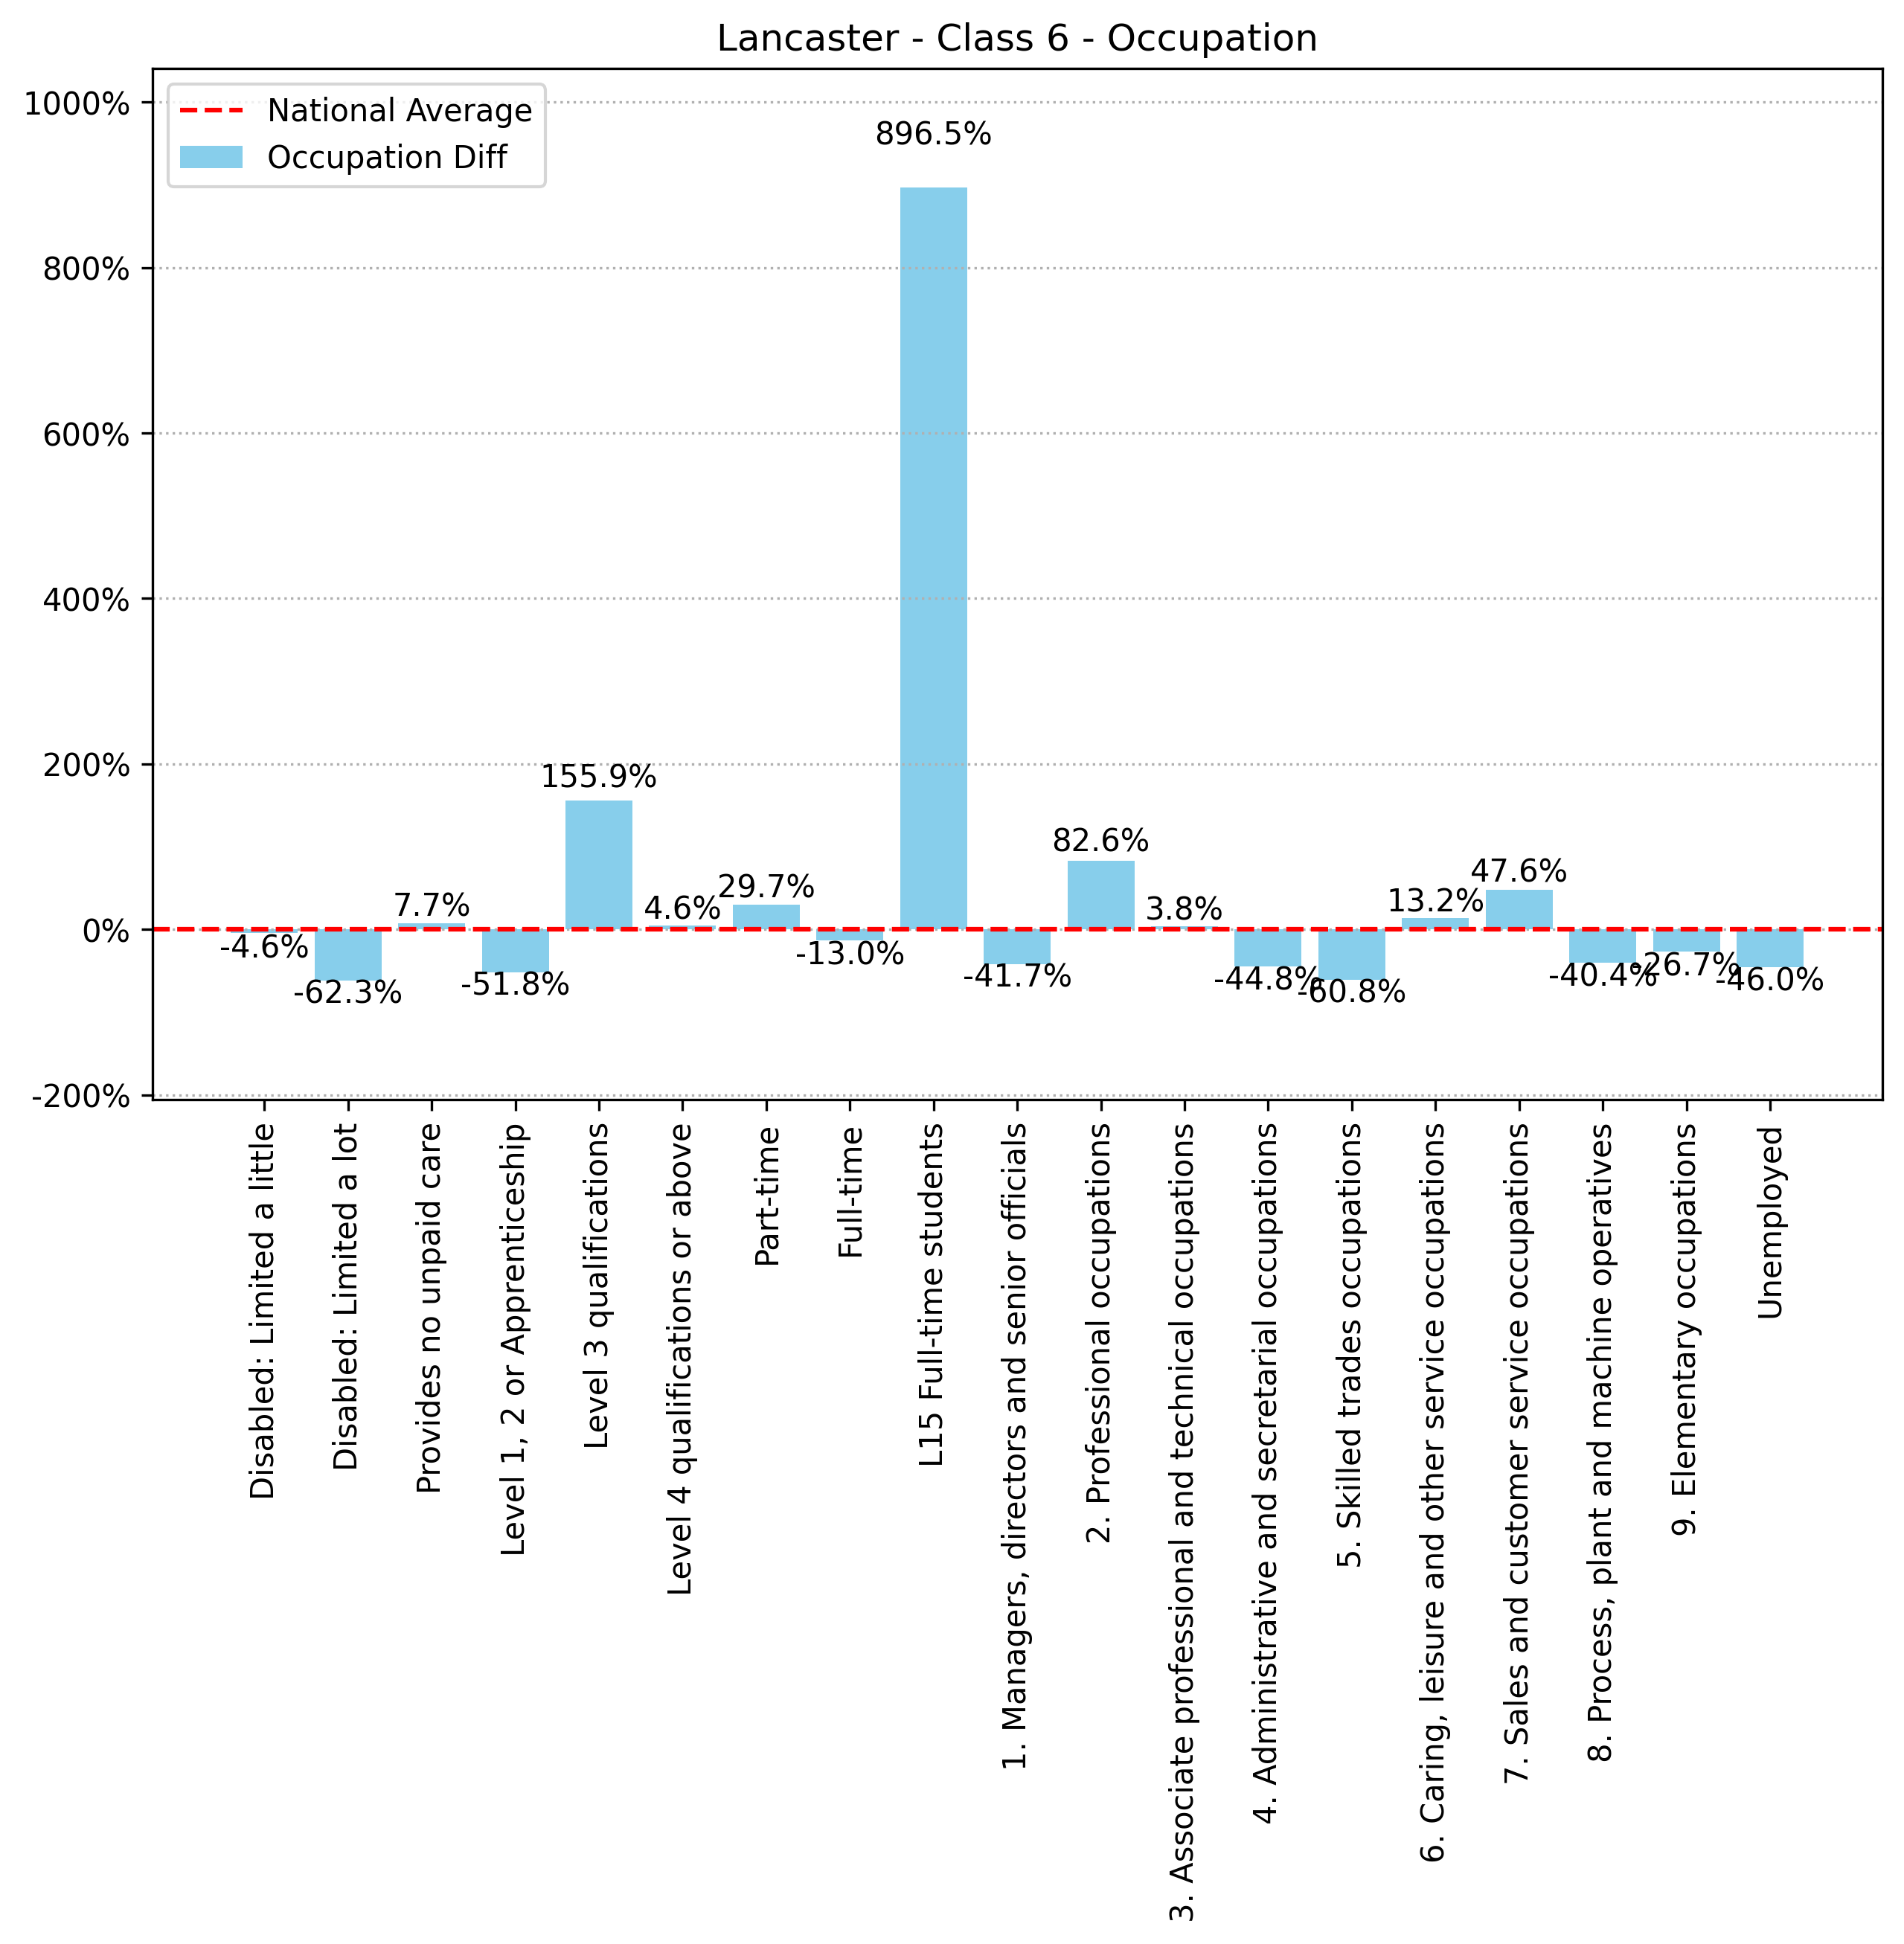 Lancaster - Class 6 - Occupation
National Average
Occupation Diff
1000%
800%
600%
400%
200%
0%
-200%
-4.6%
-62.3%
7.7%
-51.8%
155.9%
4.6%
29.7%
-13.0%
896.5%
-41.7%
82.6%
3.8%
-44.8%
-60.8%
13.2%
47.6%
-40.4%
-26.7%
-46.0%
Disabled: Limited a little
Disabled: Limited a lot
Provides no unpaid care
Level 1, 2 or Apprenticeship
Level 3 qualifications
Level 4 qualifications or above
Part-time
Full-time
L15 Full-time students
1. Managers, directors and senior officials
2. Professional occupations
3. Associate professional and technical occupations
4. Administrative and secretarial occupations
5. Skilled trades occupations
6. Caring, leisure and other service occupations
7. Sales and customer service occupations
8. Process, plant and machine operatives
9. Elementary occupations
Unemployed